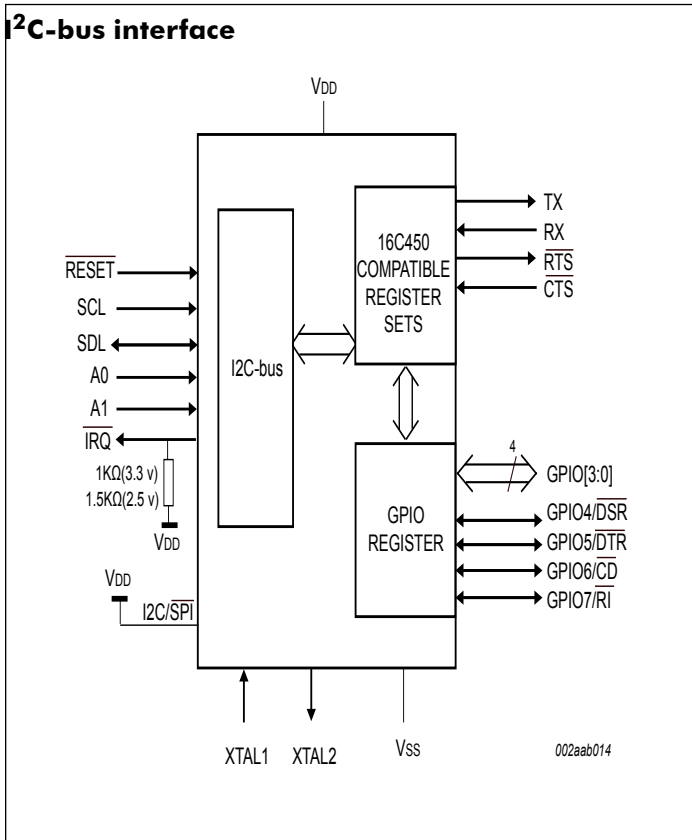 I²C-bus interface
VDD
RESET
SCL
SDL
A0
A1
IRQ
1KΩ(3.3 v)
1.5KΩ(2.5 v)
VDD
VDD
I2C/SPI
I2C-bus
16C450
COMPATIBLE
REGISTER
SETS
GPIO
REGISTER
TX
RX
RTS
CTS
4
GPIO[3:0]
GPIO4/DSR
GPIO5/DTR
GPIO6/CD
GPIO7/RI
XTAL1
XTAL2
VSS
002aab014